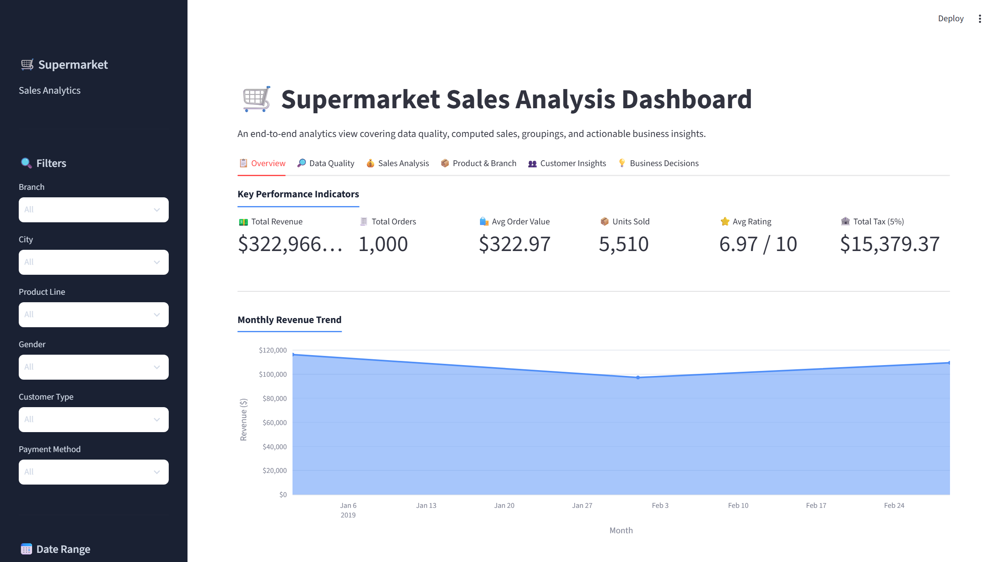 Deploy
Supermarket
Sales Analytics
Filters
Branch
All
City
All
Product Line
All
Gender
All
Customer Type
All
Payment Method
All
Date Range
Supermarket Sales Analysis Dashboard
An end-to-end analytics view covering data quality, computed sales, groupings, and actionable business insights.
Overview Data Quality Sales Analysis Product & Branch Customer Insights Business Decisions
Key Performance Indicators
Total Revenue Total Orders Avg Order Value Units Sold Avg Rating Total Tax (5%)
$322,966… 1,000 $322.97 5,510 6.97 / 10 $15,379.37
Monthly Revenue Trend
Revenue ($)
$120,000
$100,000
$80,000
$60,000
$40,000
$20,000
$0
Jan 6 Jan 13 Jan 20 Jan 27 Feb 3 Feb 10 Feb 17 Feb 24
2019
Month